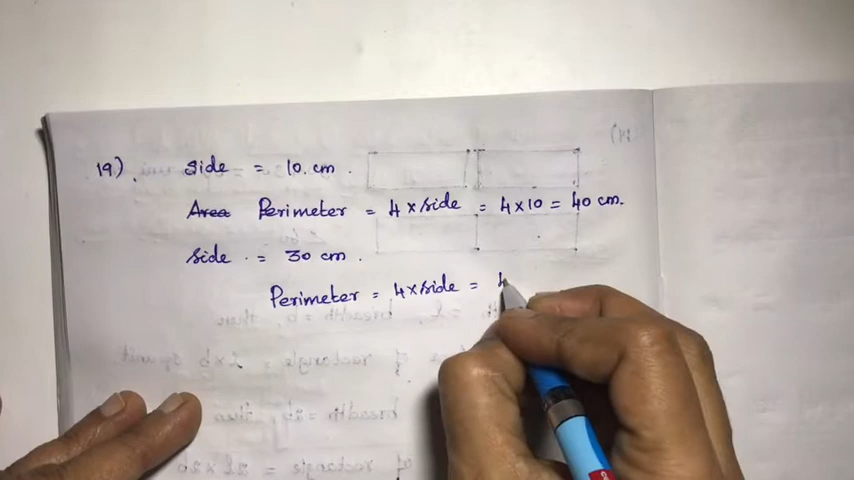 19) side = 10. cm.
Area Perimeter = 4 × side = 4 × 10 = 40 cm.
side . = 30 cm.
Perimeter = 4 × side = 4